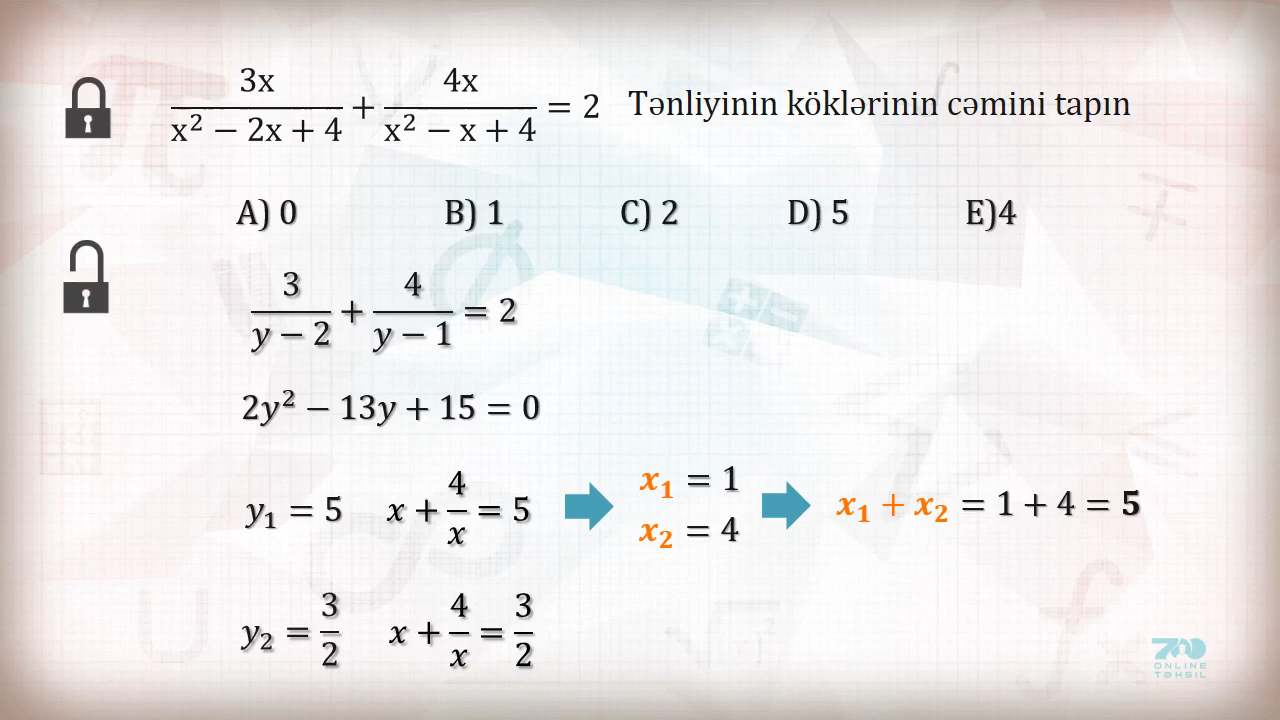 3x/(x² − 2x + 4) + 4x/(x² − x + 4) = 2 Tənliyinin köklərinin cəmini tapın
A) 0 B) 1 C) 2 D) 5 E)4
3/(y − 2) + 4/(y − 1) = 2
2y² − 13y + 15 = 0
y₁ = 5 x + 4/x = 5 x₁ = 1 x₂ = 4 x₁ + x₂ = 1 + 4 = 5
y₂ = 3/2 x + 4/x = 3/2
700
ONLINE
TƏHSIL